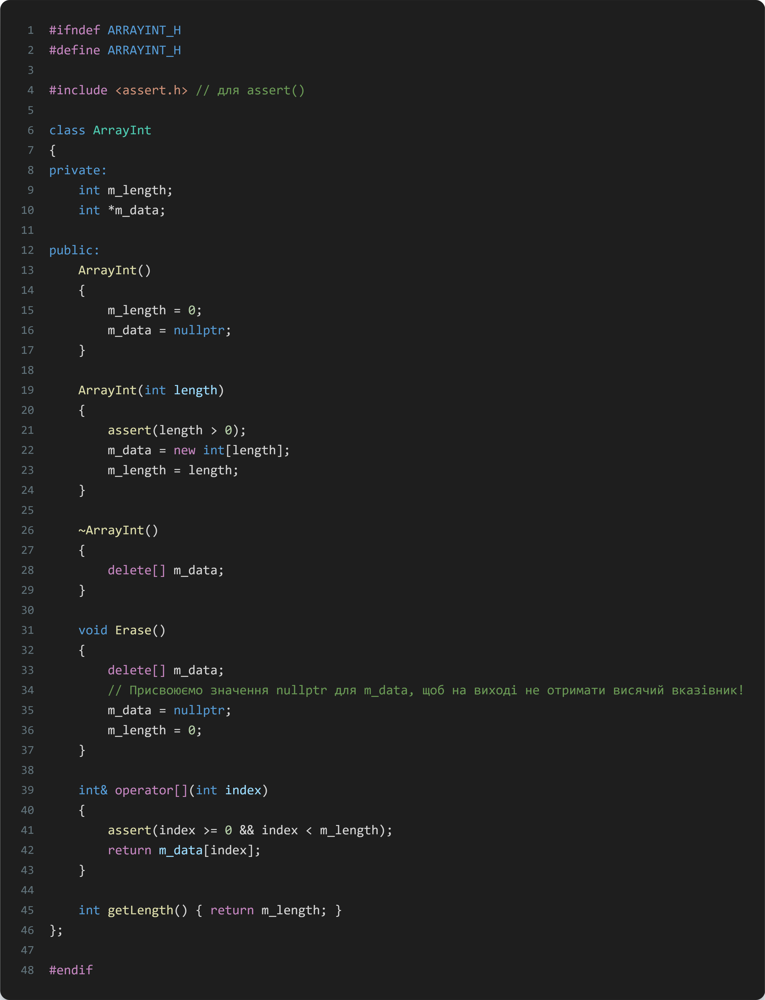 1 #ifndef ARRAYINT_H
2 #define ARRAYINT_H
3
4 #include <assert.h> // для assert()
5
6 class ArrayInt
7 {
8 private:
9     int m_length;
10     int *m_data;
11
12 public:
13     ArrayInt()
14     {
15         m_length = 0;
16         m_data = nullptr;
17     }
18
19     ArrayInt(int length)
20     {
21         assert(length > 0);
22         m_data = new int[length];
23         m_length = length;
24     }
25
26     ~ArrayInt()
27     {
28         delete[] m_data;
29     }
30
31     void Erase()
32     {
33         delete[] m_data;
34         // Присвоюємо значення nullptr для m_data, щоб на виході не отримати висячий вказівник!
35         m_data = nullptr;
36         m_length = 0;
37     }
38
39     int& operator[](int index)
40     {
41         assert(index >= 0 && index < m_length);
42         return m_data[index];
43     }
44
45     int getLength() { return m_length; }
46 };
47
48 #endif